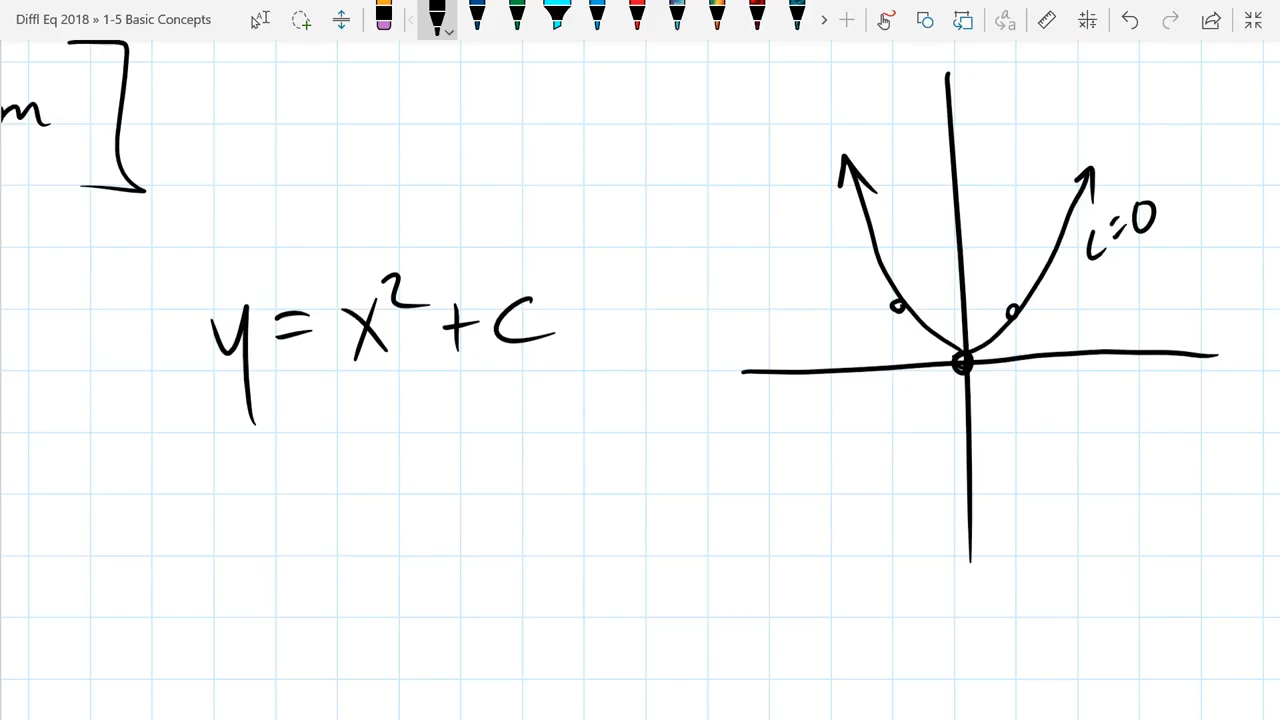 Diffl Eq 2018 » 1-5 Basic Concepts
m ]
y = x² + c
c=0